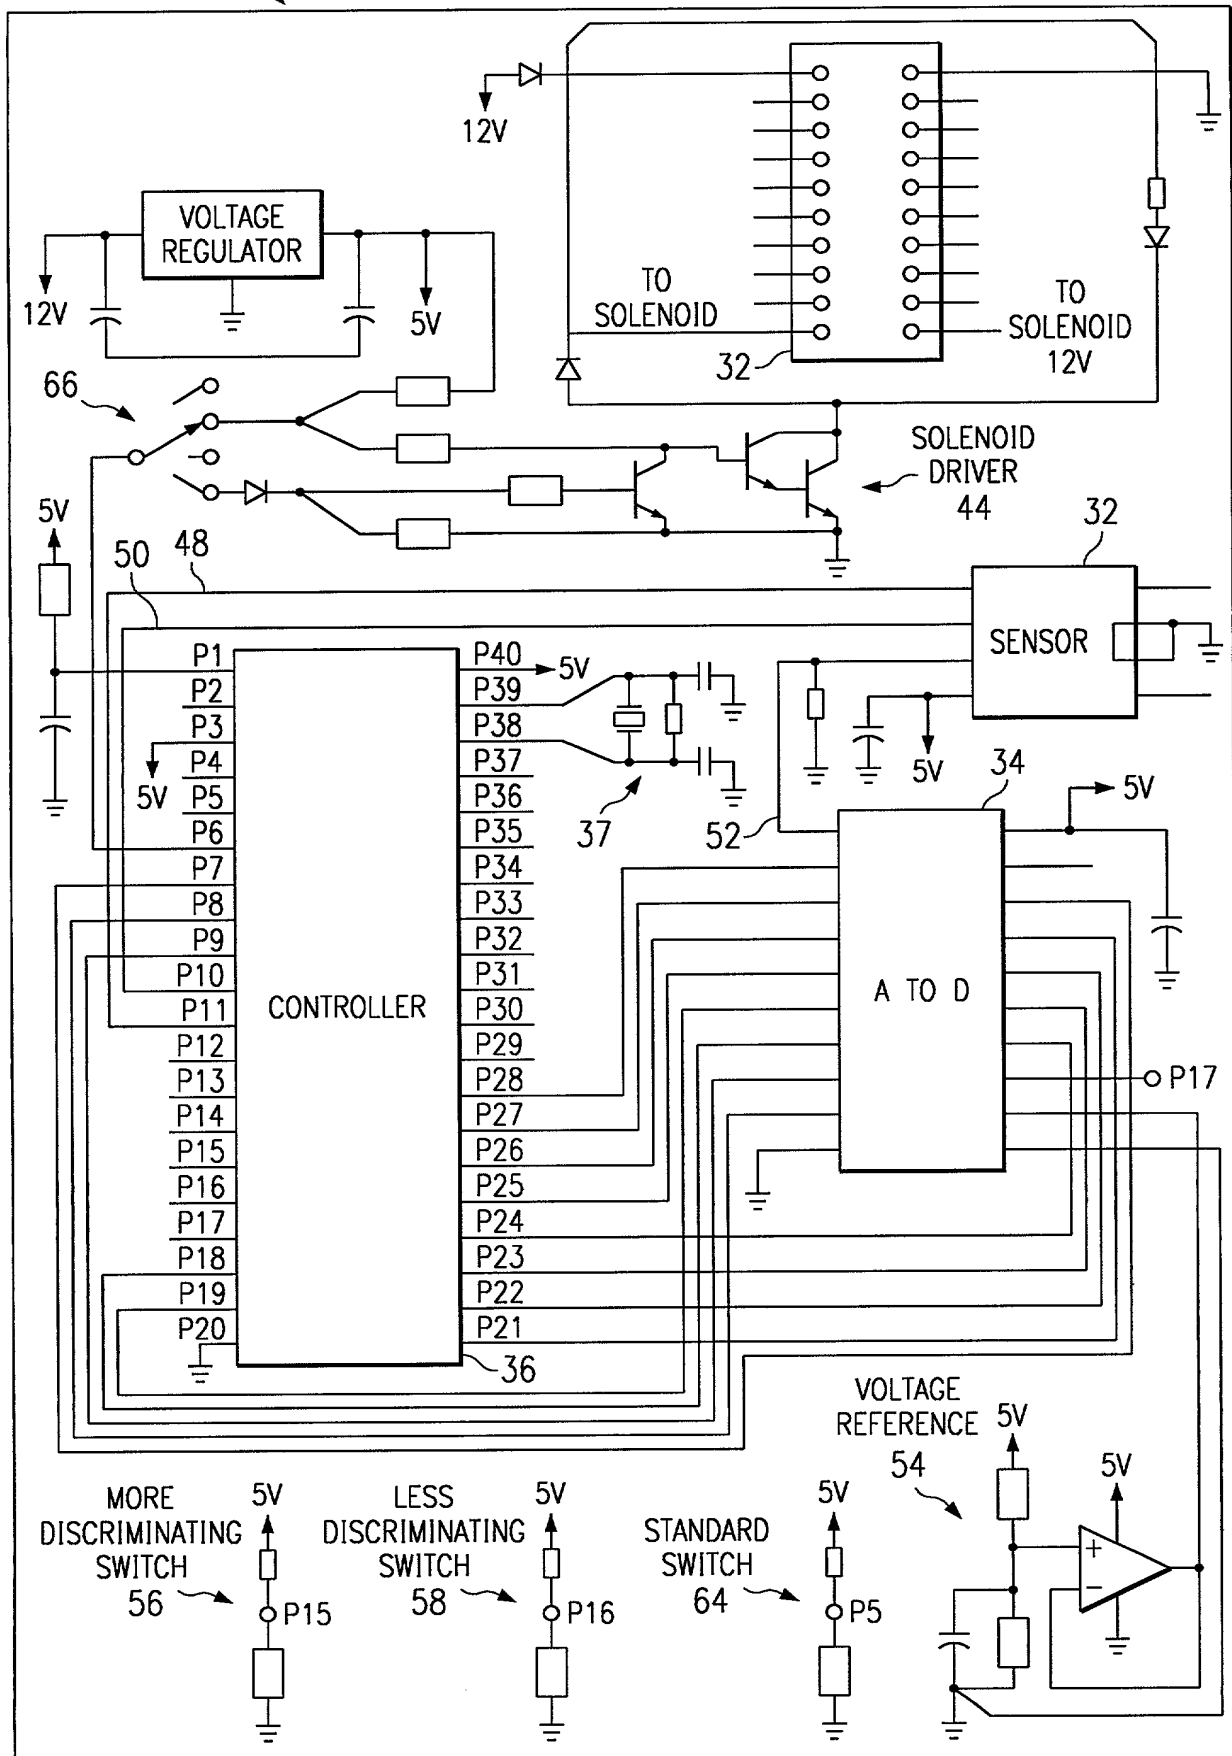 12V
VOLTAGE
REGULATOR
12V
5V
TO
SOLENOID
TO
SOLENOID
12V
32
66
SOLENOID
DRIVER
44
5V
50
48
32
SENSOR
P1
P2
P3
P4
P5
P6
P7
P8
P9
P10
P11
P12
P13
P14
P15
P16
P17
P18
P19
P20
5V
CONTROLLER
P40
P39
P38
P37
P36
P35
P34
P33
P32
P31
P30
P29
P28
P27
P26
P25
P24
P23
P22
P21
5V
37
36
5V
52
34
5V
A TO D
P17
VOLTAGE
REFERENCE
54
5V
5V
+
−
MORE
DISCRIMINATING
SWITCH
56
5V
P15
LESS
DISCRIMINATING
SWITCH
58
5V
P16
STANDARD
SWITCH
64
5V
P5